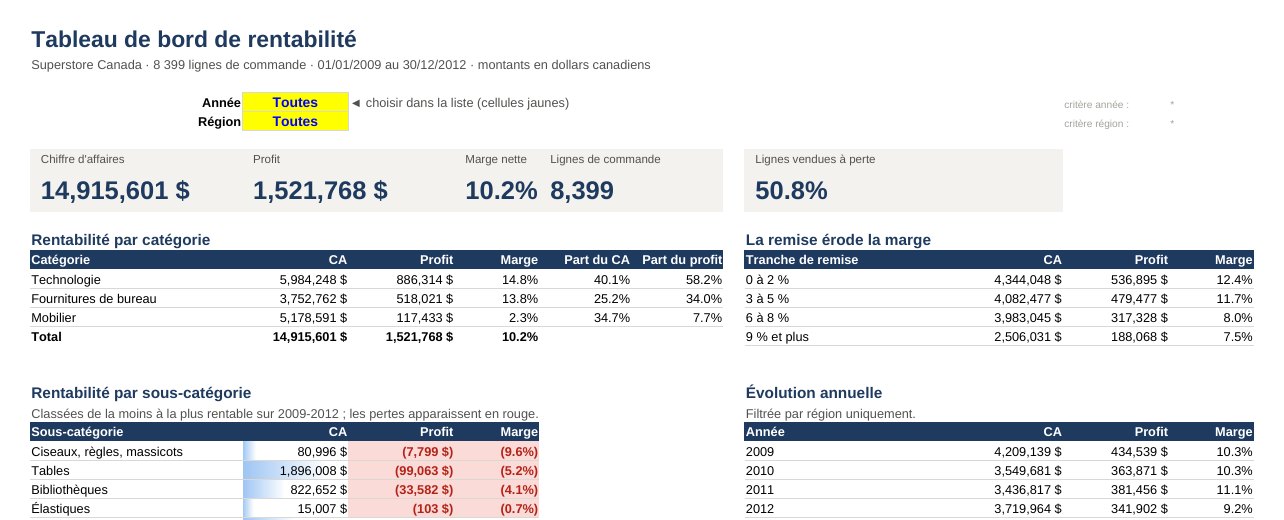 Tableau de bord de rentabilité
Superstore Canada · 8 399 lignes de commande · 01/01/2009 au 30/12/2012 · montants en dollars canadiens
Année Toutes ◄ choisir dans la liste (cellules jaunes) critère année : *
Région Toutes critère région : *
Chiffre d'affaires Profit Marge nette Lignes de commande Lignes vendues à perte
14,915,601 $ 1,521,768 $ 10.2% 8,399 50.8%
Rentabilité par catégorie
Catégorie CA Profit Marge Part du CA Part du profit
Technologie 5,984,248 $ 886,314 $ 14.8% 40.1% 58.2%
Fournitures de bureau 3,752,762 $ 518,021 $ 13.8% 25.2% 34.0%
Mobilier 5,178,591 $ 117,433 $ 2.3% 34.7% 7.7%
Total 14,915,601 $ 1,521,768 $ 10.2%
La remise érode la marge
Tranche de remise CA Profit Marge
0 à 2 % 4,344,048 $ 536,895 $ 12.4%
3 à 5 % 4,082,477 $ 479,477 $ 11.7%
6 à 8 % 3,983,045 $ 317,328 $ 8.0%
9 % et plus 2,506,031 $ 188,068 $ 7.5%
Rentabilité par sous-catégorie
Classées de la moins à la plus rentable sur 2009-2012 ; les pertes apparaissent en rouge.
Sous-catégorie CA Profit Marge
Ciseaux, règles, massicots 80,996 $ (7,799 $) (9.6%)
Tables 1,896,008 $ (99,063 $) (5.2%)
Bibliothèques 822,652 $ (33,582 $) (4.1%)
Élastiques 15,007 $ (103 $) (0.7%)
Évolution annuelle
Filtrée par région uniquement.
Année CA Profit Marge
2009 4,209,139 $ 434,539 $ 10.3%
2010 3,549,681 $ 363,871 $ 10.3%
2011 3,436,817 $ 381,456 $ 11.1%
2012 3,719,964 $ 341,902 $ 9.2%